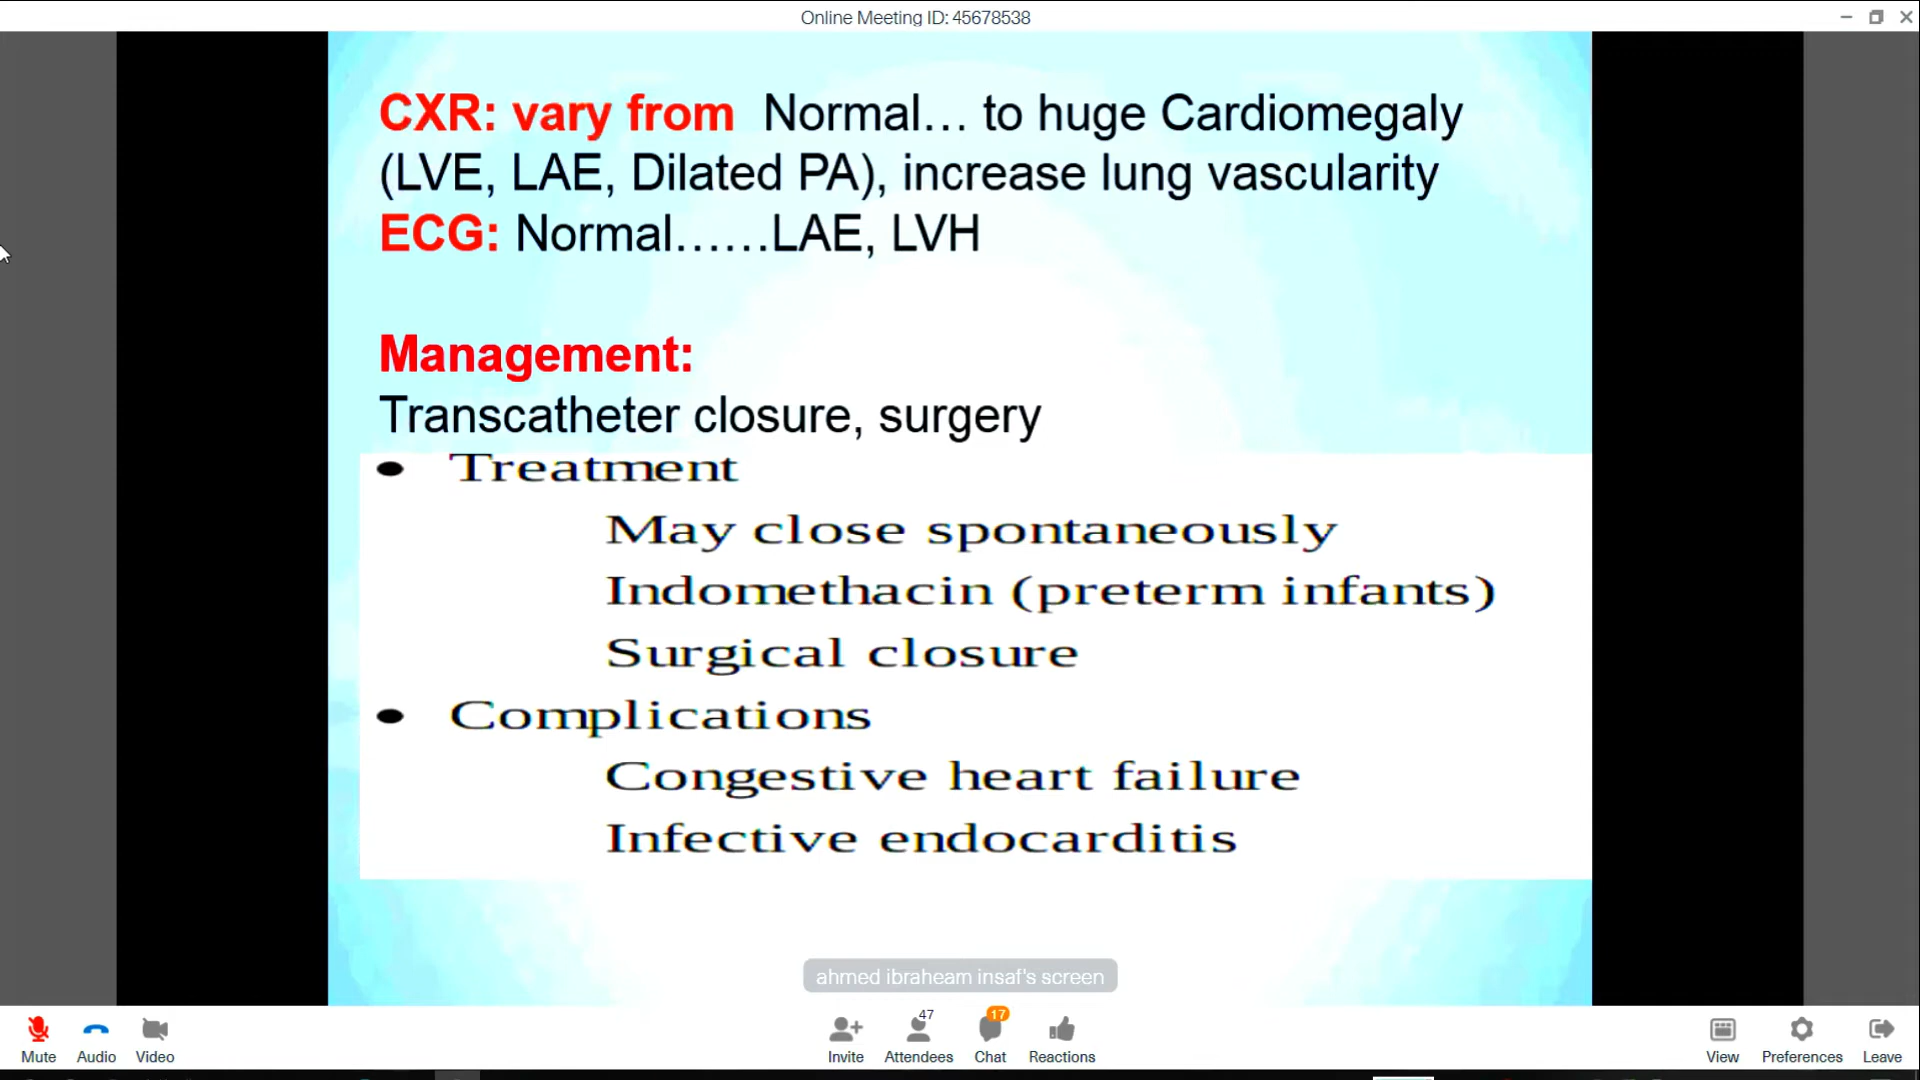 Online Meeting ID: 45678538
CXR: vary from Normal… to huge Cardiomegaly
(LVE, LAE, Dilated PA), increase lung vascularity
ECG: Normal……LAE, LVH
Management:
Transcatheter closure, surgery
• Treatment
May close spontaneously
Indomethacin (preterm infants)
Surgical closure
• Complications
Congestive heart failure
Infective endocarditis
ahmed ibraheam insaf's screen
47
17
Mute Audio Video Invite Attendees Chat Reactions View Preferences Leave